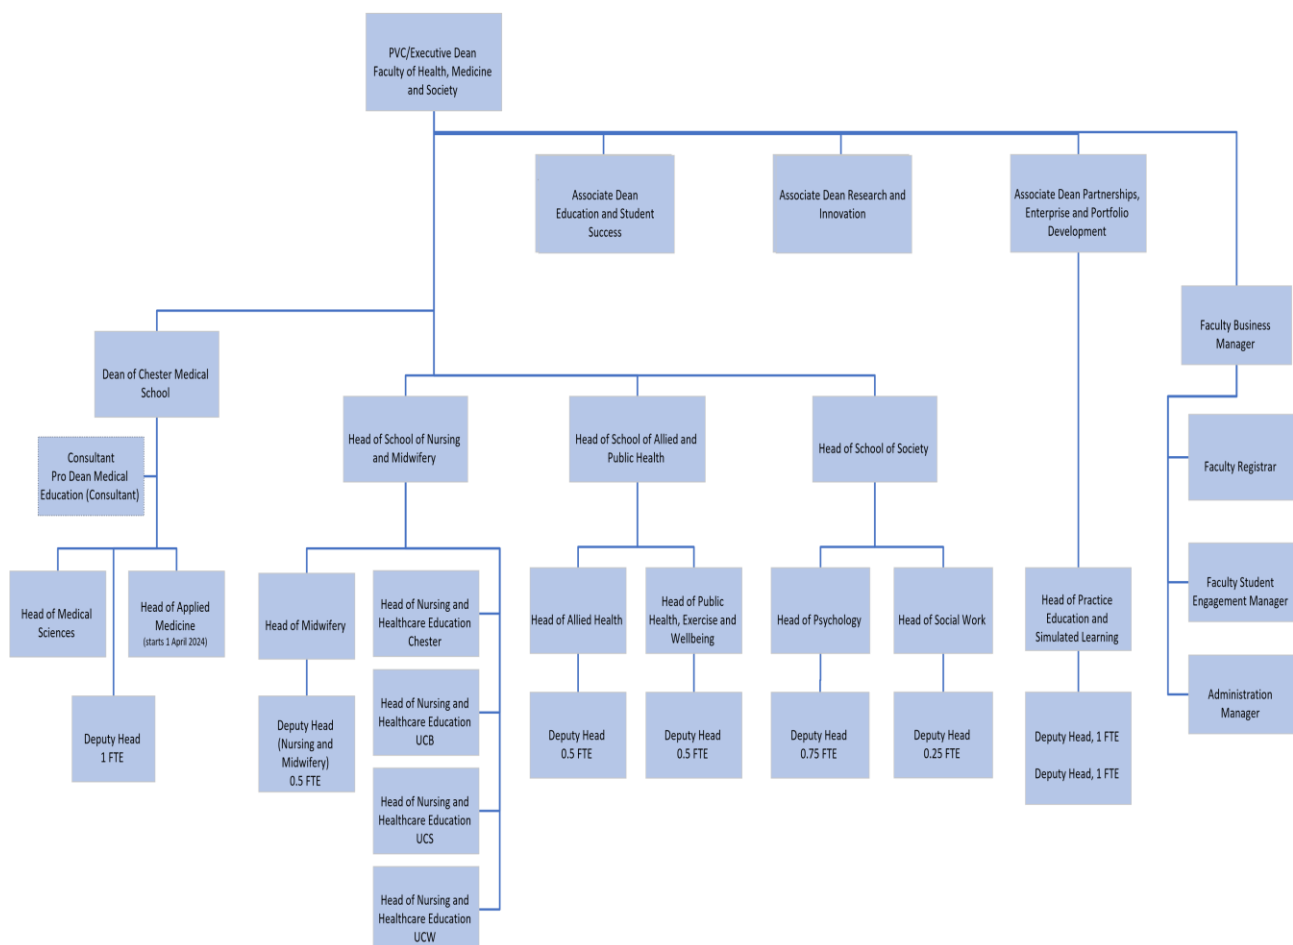 PVC/Executive Dean
Faculty of Health, Medicine
and Society
Associate Dean
Education and Student
Success
Associate Dean Research and
Innovation
Associate Dean Partnerships,
Enterprise and Portfolio
Development
Faculty Business
Manager
Dean of Chester Medical
School
Consultant
Pro Dean Medical
Education (Consultant)
Head of School of Nursing
and Midwifery
Head of School of Allied and
Public Health
Head of School of Society
Faculty Registrar
Faculty Student
Engagement Manager
Administration
Manager
Head of Medical
Sciences
Head of Applied
Medicine
(starts 1 April 2024)
Deputy Head
1 FTE
Head of Midwifery
Deputy Head
(Nursing and
Midwifery)
0.5 FTE
Head of Nursing and
Healthcare Education
Chester
Head of Nursing and
Healthcare Education
UCB
Head of Nursing and
Healthcare Education
UCS
Head of Nursing and
Healthcare Education
UCW
Head of Allied Health
Head of Public
Health, Exercise and
Wellbeing
Deputy Head
0.5 FTE
Deputy Head
0.5 FTE
Head of Psychology
Head of Social Work
Deputy Head
0.75 FTE
Deputy Head
0.25 FTE
Head of Practice
Education and
Simulated Learning
Deputy Head, 1 FTE
Deputy Head, 1 FTE